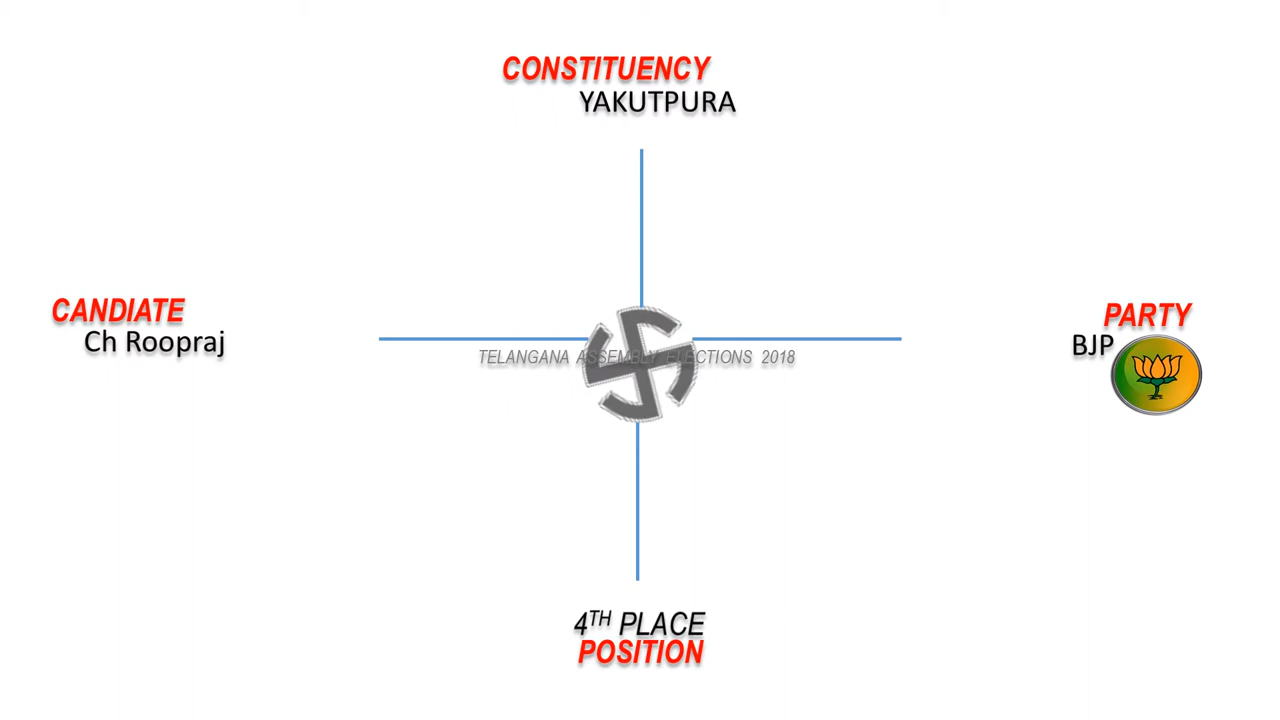 CONSTITUENCY
YAKUTPURA
CANDIATE
Ch Roopraj
PARTY
BJP
TELANGANA ASSEMBLY ELECTIONS 2018
4TH PLACE
POSITION